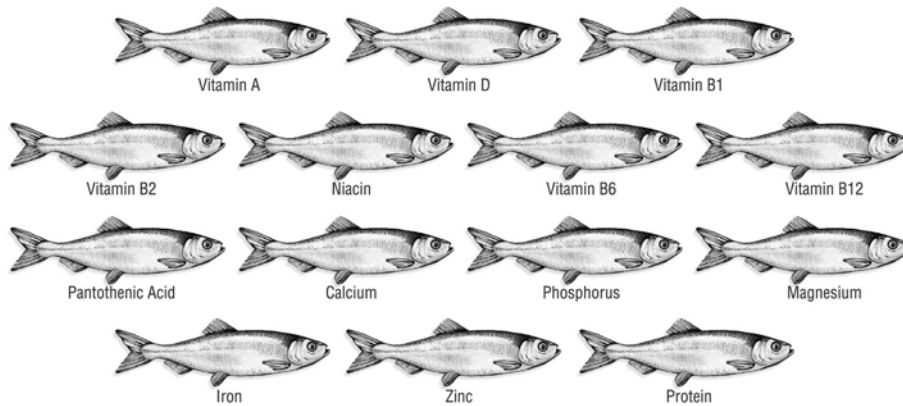 Vitamin A
Vitamin D
Vitamin B1
Vitamin B2
Niacin
Vitamin B6
Vitamin B12
Pantothenic Acid
Calcium
Phosphorus
Magnesium
Iron
Zinc
Protein